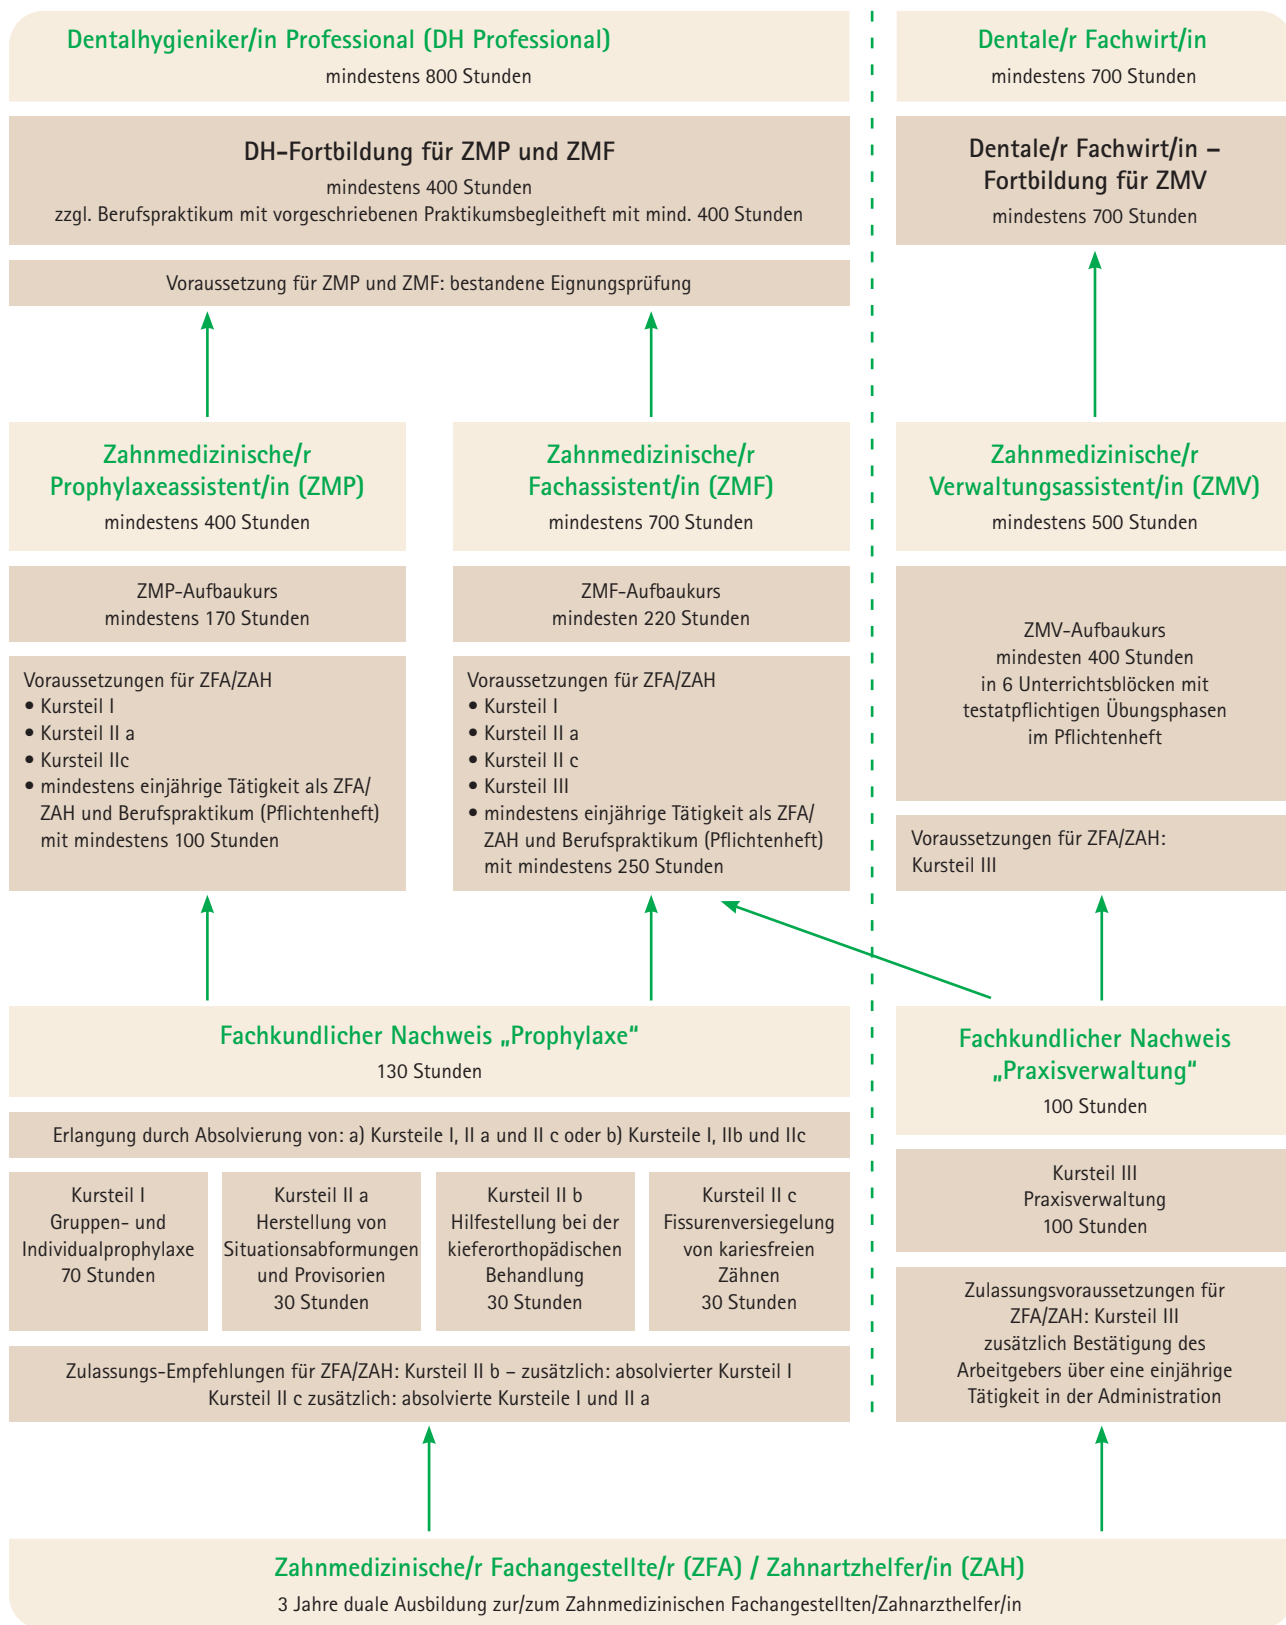 Dentalhygieniker/in Professional (DH Professional)
mindestens 800 Stunden
Dentale/r Fachwirt/in
mindestens 700 Stunden
DH-Fortbildung für ZMP und ZMF
mindestens 400 Stunden
zzgl. Berufspraktikum mit vorgeschriebenen Praktikumsbegleitheft mit mind. 400 Stunden
Dentale/r Fachwirt/in –
Fortbildung für ZMV
mindestens 700 Stunden
Voraussetzung für ZMP und ZMF: bestandene Eignungsprüfung
Zahnmedizinische/r
Prophylaxeassistent/in (ZMP)
mindestens 400 Stunden
Zahnmedizinische/r
Fachassistent/in (ZMF)
mindestens 700 Stunden
Zahnmedizinische/r
Verwaltungsassistent/in (ZMV)
mindestens 500 Stunden
ZMP-Aufbaukurs
mindestens 170 Stunden
ZMF-Aufbaukurs
mindesten 220 Stunden
ZMV-Aufbaukurs
mindesten 400 Stunden
in 6 Unterrichtsblöcken mit
testatpflichtigen Übungsphasen
im Pflichtenheft
Voraussetzungen für ZFA/ZAH
• Kursteil I
• Kursteil II a
• Kursteil IIc
• mindestens einjährige Tätigkeit als ZFA/
ZAH und Berufspraktikum (Pflichtenheft)
mit mindestens 100 Stunden
Voraussetzungen für ZFA/ZAH
• Kursteil I
• Kursteil II a
• Kursteil II c
• Kursteil III
• mindestens einjährige Tätigkeit als ZFA/
ZAH und Berufspraktikum (Pflichtenheft)
mit mindestens 250 Stunden
Voraussetzungen für ZFA/ZAH:
Kursteil III
Fachkundlicher Nachweis „Prophylaxe“
130 Stunden
Fachkundlicher Nachweis
„Praxisverwaltung“
100 Stunden
Erlangung durch Absolvierung von: a) Kursteile I, II a und II c oder b) Kursteile I, IIb und IIc
Kursteil I
Gruppen- und
Individualprophylaxe
70 Stunden
Kursteil II a
Herstellung von
Situationsabformungen
und Provisorien
30 Stunden
Kursteil II b
Hilfestellung bei der
kieferorthopädischen
Behandlung
30 Stunden
Kursteil II c
Fissurenversiegelung
von kariesfreien
Zähnen
30 Stunden
Kursteil III
Praxisverwaltung
100 Stunden
Zulassungs-Empfehlungen für ZFA/ZAH: Kursteil II b – zusätzlich: absolvierter Kursteil I
Kursteil II c zusätzlich: absolvierte Kursteile I und II a
Zulassungsvoraussetzungen für
ZFA/ZAH: Kursteil III
zusätzlich Bestätigung des
Arbeitgebers über eine einjährige
Tätigkeit in der Administration
Zahnmedizinische/r Fachangestellte/r (ZFA) / Zahnartzhelfer/in (ZAH)
3 Jahre duale Ausbildung zur/zum Zahnmedizinischen Fachangestellten/Zahnarzthelfer/in